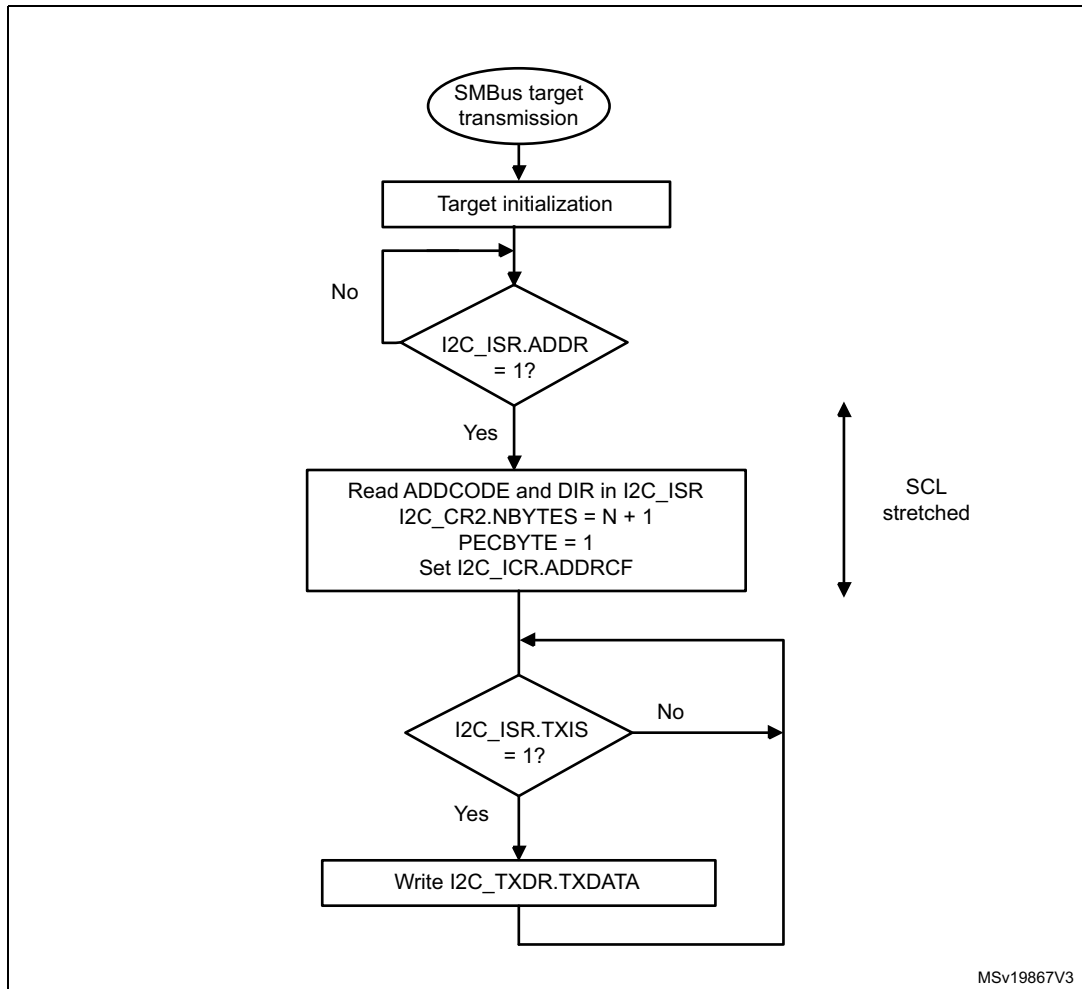 SMBus target
transmission
Target initialization
No
I2C_ISR.ADDR
= 1?
Yes
Read ADDCODE and DIR in I2C_ISR
I2C_CR2.NBYTES = N + 1
PECBYTE = 1
Set I2C_ICR.ADDRCF
SCL
stretched
I2C_ISR.TXIS
= 1?
No
Yes
Write I2C_TXDR.TXDATA
MSv19867V3